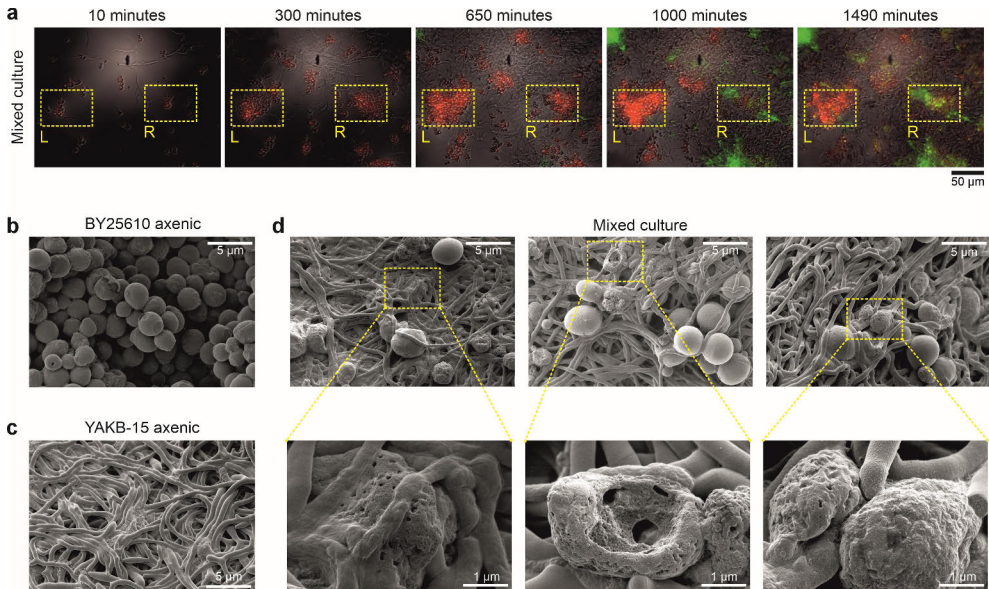 a
10 minutes
300 minutes
650 minutes
1000 minutes
1490 minutes
Mixed culture
L
R
L
R
L
R
L
R
L
R
50 µm
b
BY25610 axenic
5 µm
d
Mixed culture
5 µm
5 µm
5 µm
c
YAKB-15 axenic
5 µm
1 µm
1 µm
1 µm